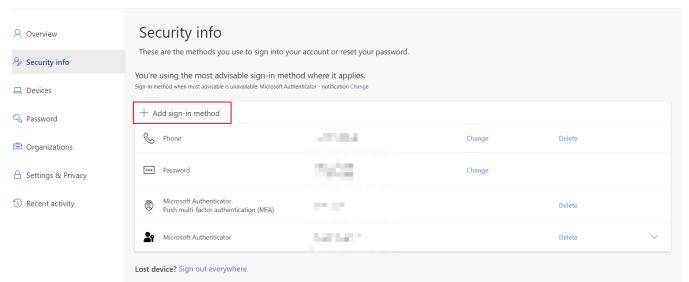 Overview
Security info
Devices
Password
Organizations
Settings & Privacy
Recent activity
Security info
These are the methods you use to sign into your account or reset your password.
You're using the most advisable sign-in method where it applies.
Sign-in method when most advisable is unavailable: Microsoft Authenticator - notification Change
+ Add sign-in method
Phone Change Delete
Password Change
Microsoft Authenticator
Push multi-factor authentication (MFA) Delete
Microsoft Authenticator Delete
Lost device? Sign out everywhere